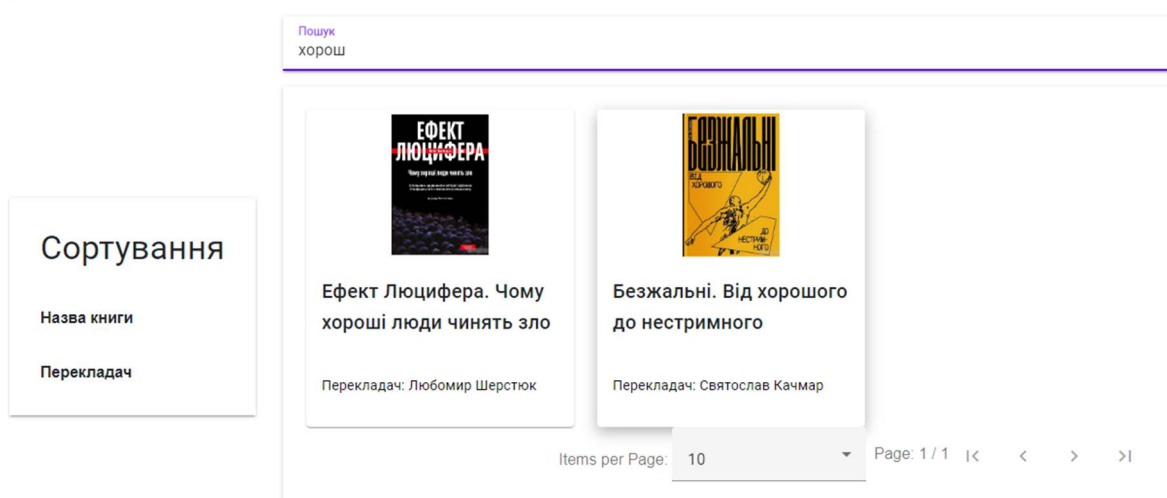 Пошук
хорош
Сортування
Назва книги
Перекладач
ЕФЕКТ
ЛЮЦИФЕРА
Чому хороші люди чинять зло
Ефект Люцифера. Чому
хороші люди чинять зло
Перекладач: Любомир Шерстюк
БЕЗЖАЛЬНІ
ВІД
ХОРОШОГО
ДО
НЕСТРИМ-
НОГО
Безжальні. Від хорошого
до нестримного
Перекладач: Святослав Качмар
Items per Page: 10 Page: 1 / 1